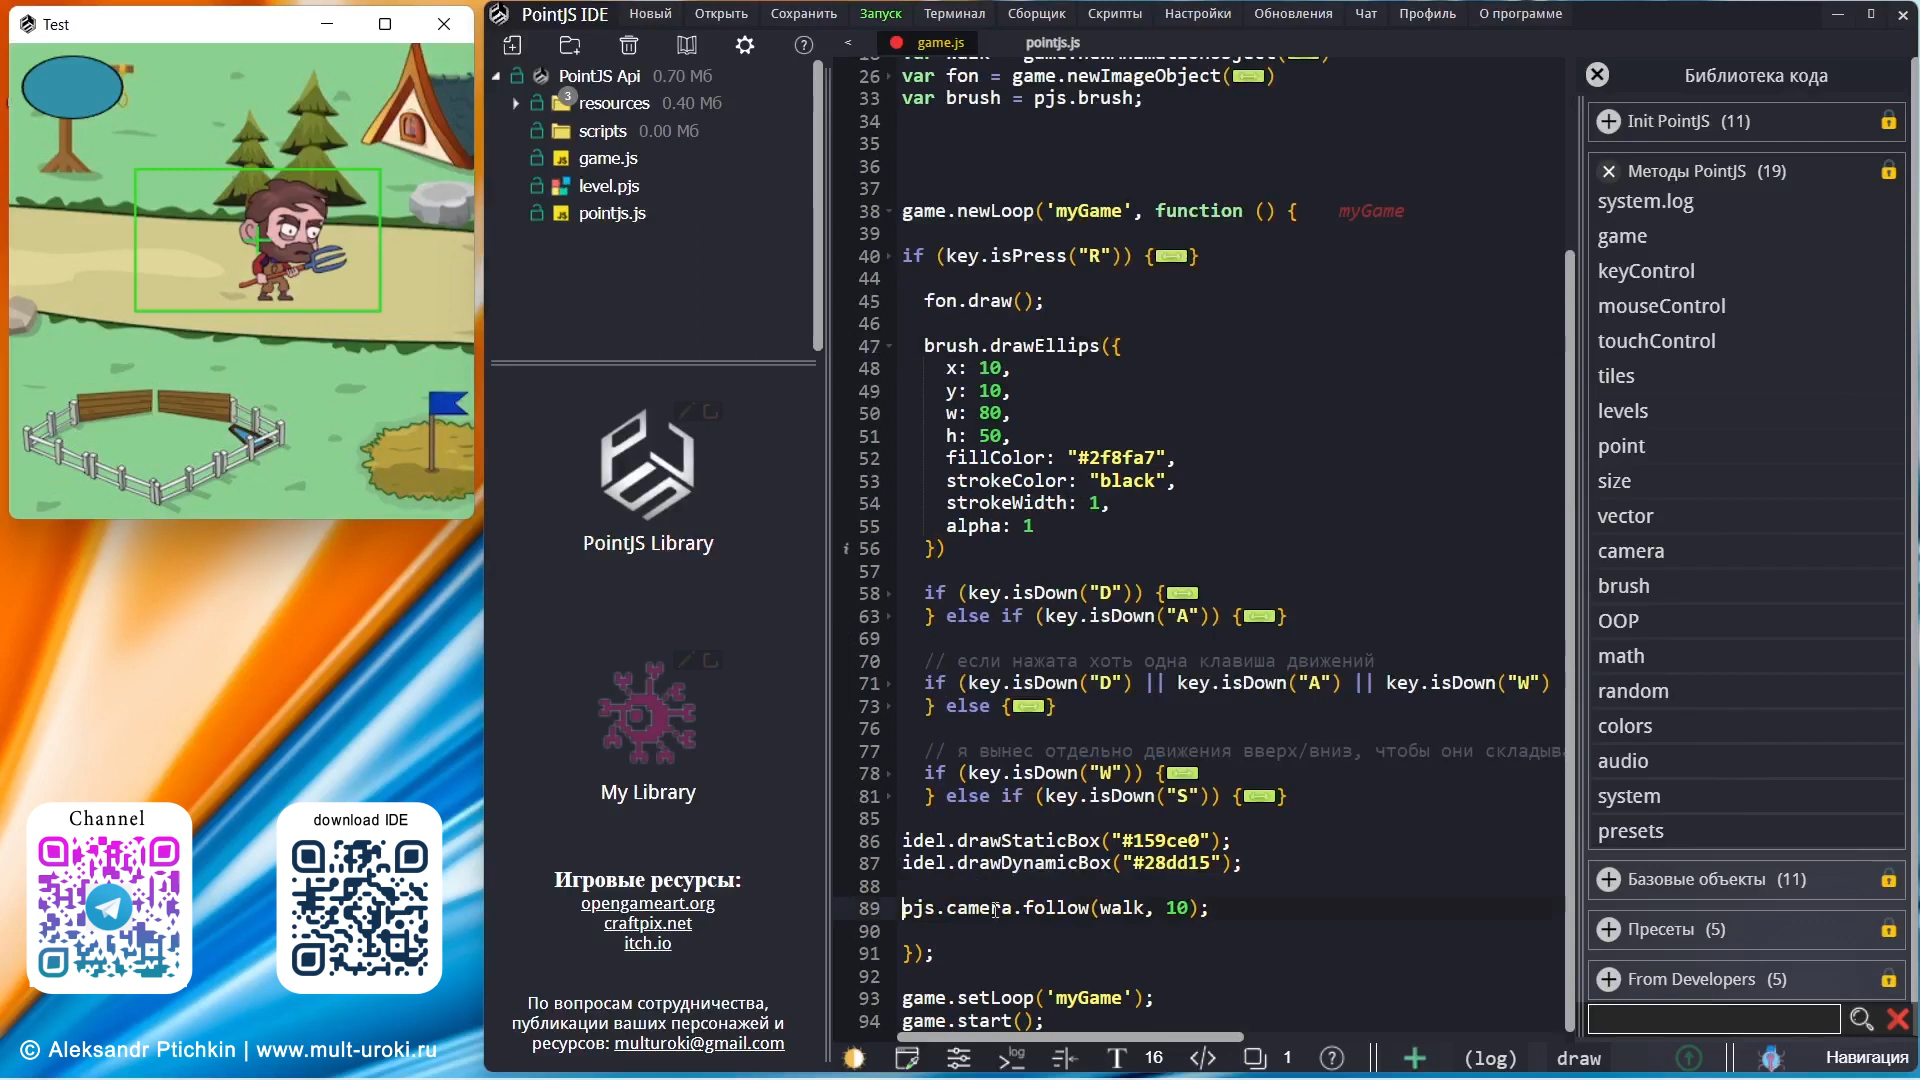 Test
Channel
download IDE
© Aleksandr Ptichkin | www.mult-uroki.ru
PointJS IDE
Новый
Открыть
Сохранить
Запуск
Терминал
Сборщик
Скрипты
Настройки
Обновления
Чат
Профиль
О программе
PointJS Api 0.70 Мб
3
resources 0.40 Мб
scripts 0.00 Мб
game.js
level.pjs
pointjs.js
PointJS Library
My Library
Игровые ресурсы:
opengameart.org
craftpix.net
itch.io
По вопросам сотрудничества,
публикации ваших персонажей и
ресурсов: multuroki@gmail.com
<
game.js
pointjs.js
26 var fon = game.newImageObject()
33 var brush = pjs.brush;
34
35
36
37
38 game.newLoop('myGame', function () { myGame
39
40 if (key.isPress("R")) {}
44
45 fon.draw();
46
47 brush.drawEllips({
48 x: 10,
49 y: 10,
50 w: 80,
51 h: 50,
52 fillColor: "#2f8fa7",
53 strokeColor: "black",
54 strokeWidth: 1,
55 alpha: 1
56 })
57
58 if (key.isDown("D")) {
63 } else if (key.isDown("A")) {}
69
70 // если нажата хоть одна клавиша движений
71 if (key.isDown("D") || key.isDown("A") || key.isDown("W")
73 } else {}
76
77 // я вынес отдельно движения вверх/вниз, чтобы они складыв
78 if (key.isDown("W")) {
81 } else if (key.isDown("S")) {}
85
86 idel.drawStaticBox("#159ce0");
87 idel.drawDynamicBox("#28dd15");
88
89 pjs.camera.follow(walk, 10);
90
91 });
92
93 game.setLoop('myGame');
94 game.start();
log
T 16
1
(log)
draw
Навигация
Библиотека кода
Init PointJS (11)
Методы PointJS (19)
system.log
game
keyControl
mouseControl
touchControl
tiles
levels
point
size
vector
camera
brush
OOP
math
random
colors
audio
system
presets
Базовые объекты (11)
Пресеты (5)
From Developers (5)